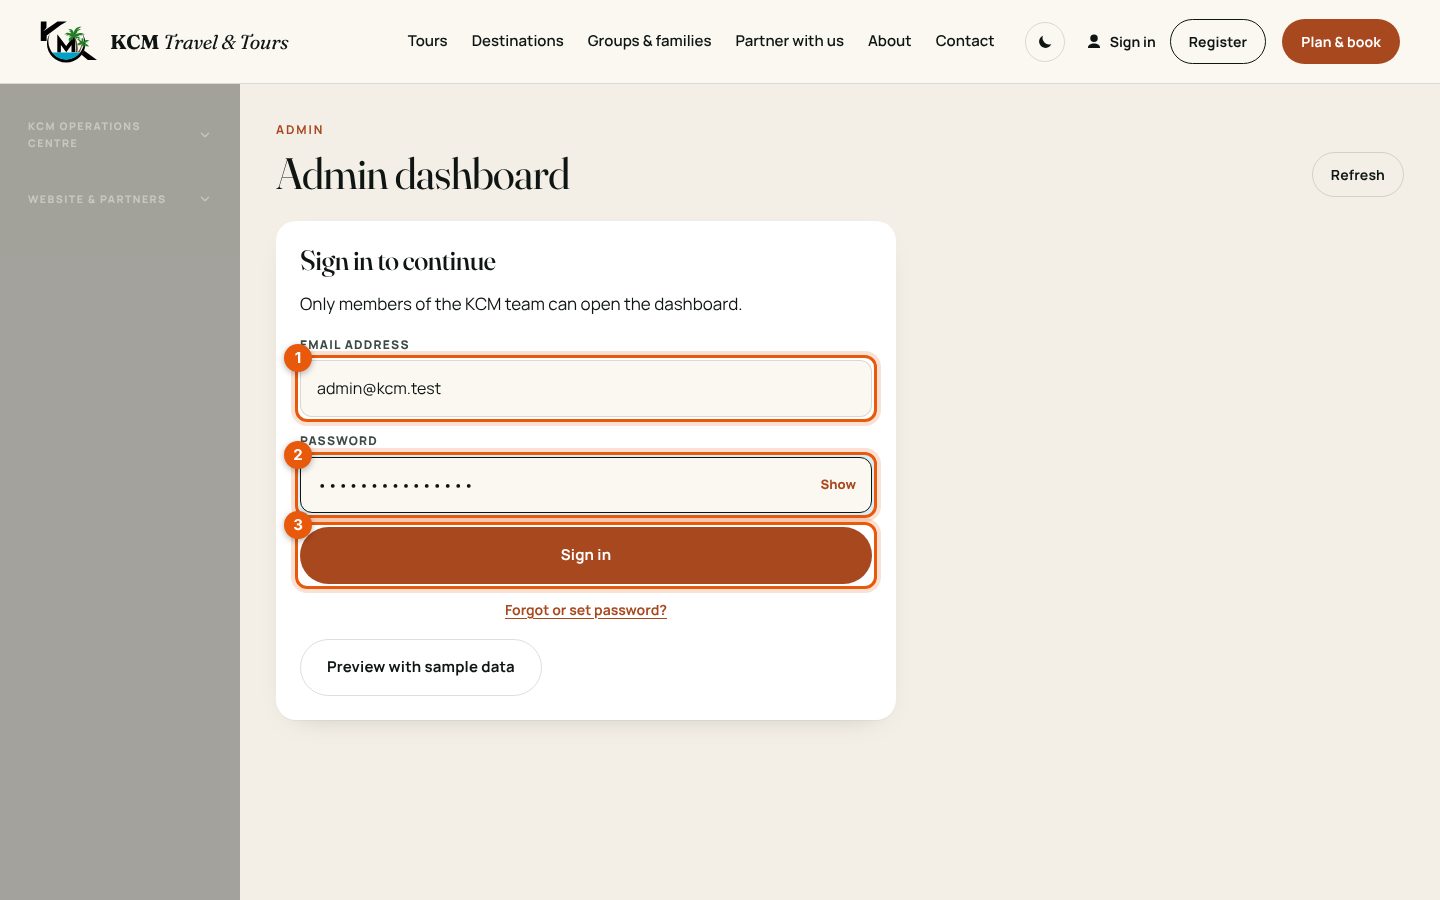 KCM Travel & Tours
Tours
Destinations
Groups & families
Partner with us
About
Contact
Sign in
Register
Plan & book
KCM OPERATIONS
CENTRE
WEBSITE & PARTNERS
ADMIN
Admin dashboard
Refresh
Sign in to continue
Only members of the KCM team can open the dashboard.
EMAIL ADDRESS
1
admin@kcm.test
PASSWORD
2
Show
3
Sign in
Forgot or set password?
Preview with sample data